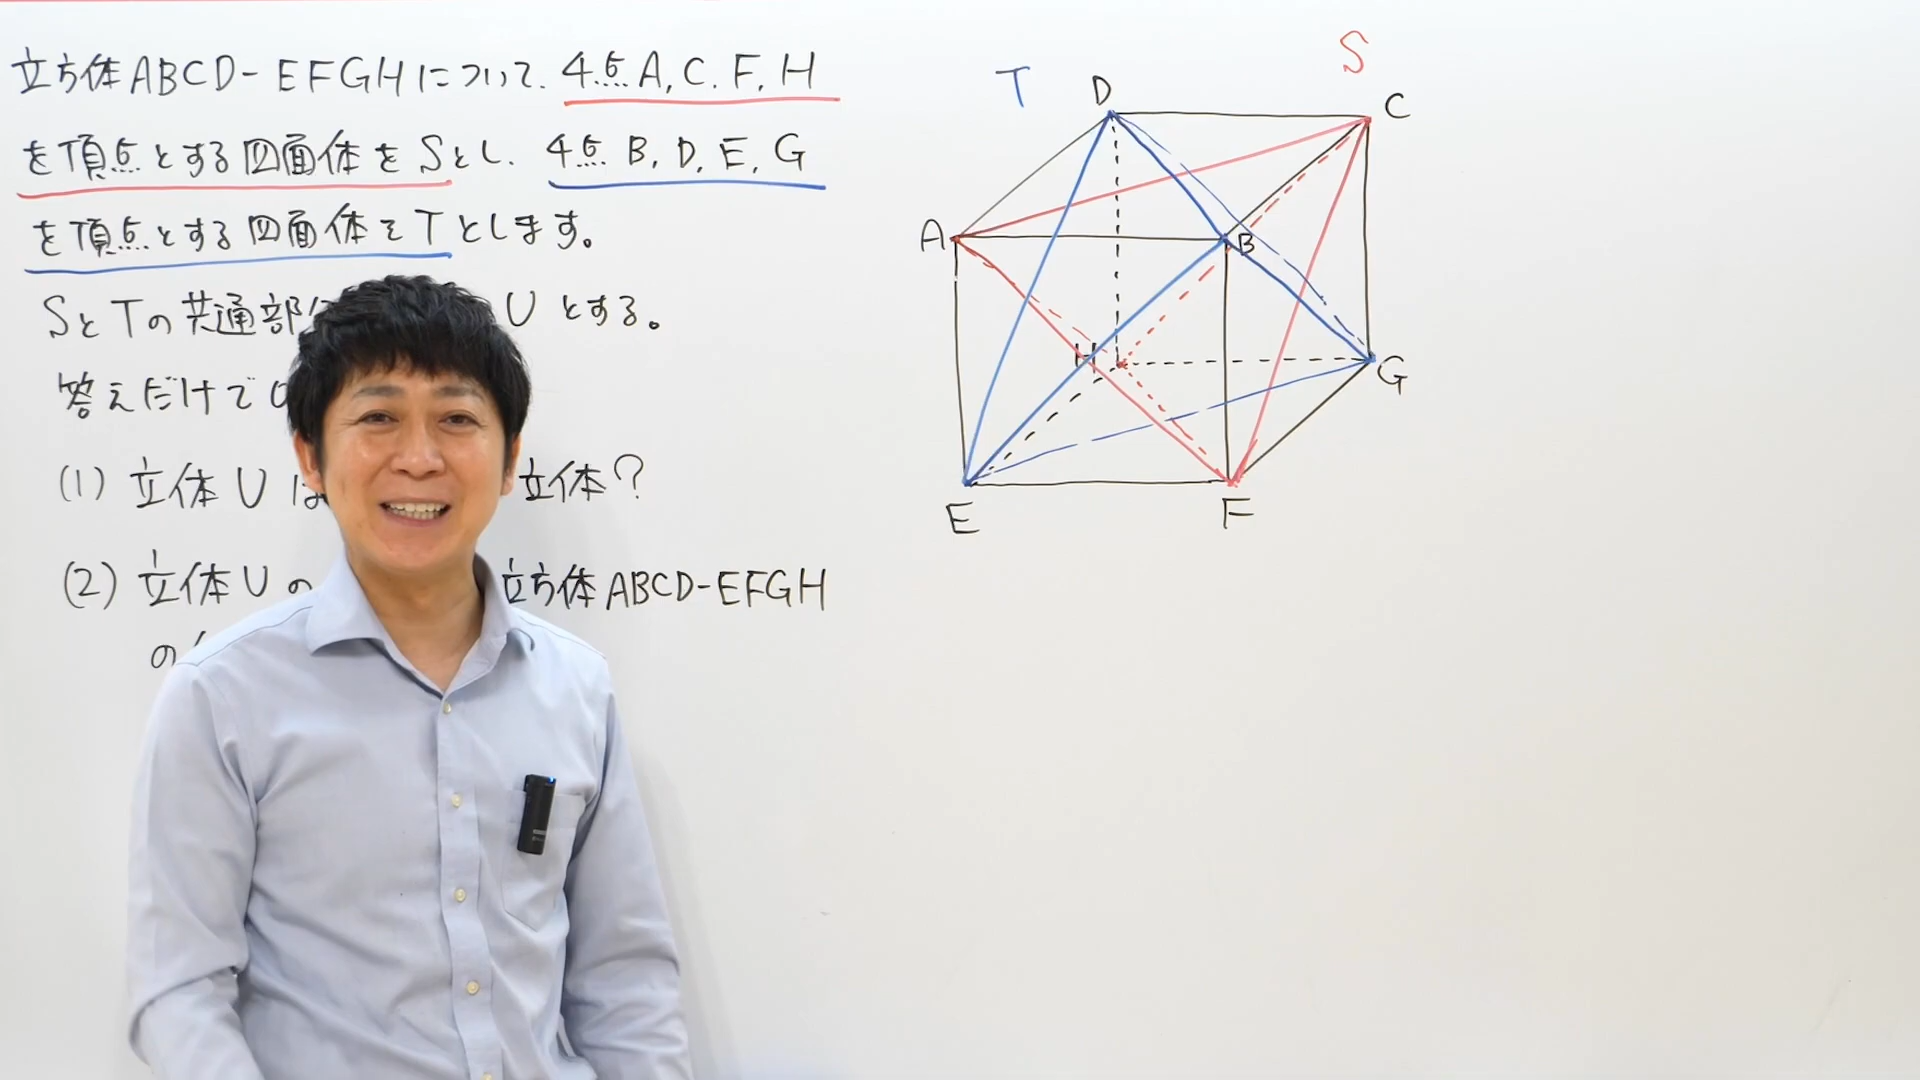 立方体ABCD-EFGHについて、4点A,C,F,H
を頂点とする四面体をSとし、4点B,D,E,G
を頂点とする四面体をTとします。
SとTの共通部 U とする。
答えだけで
(1) 立体Uは 立体?
(2) 立体Uの 立方体ABCD-EFGH
の
T
S
D
C
A
B
H
G
E
F